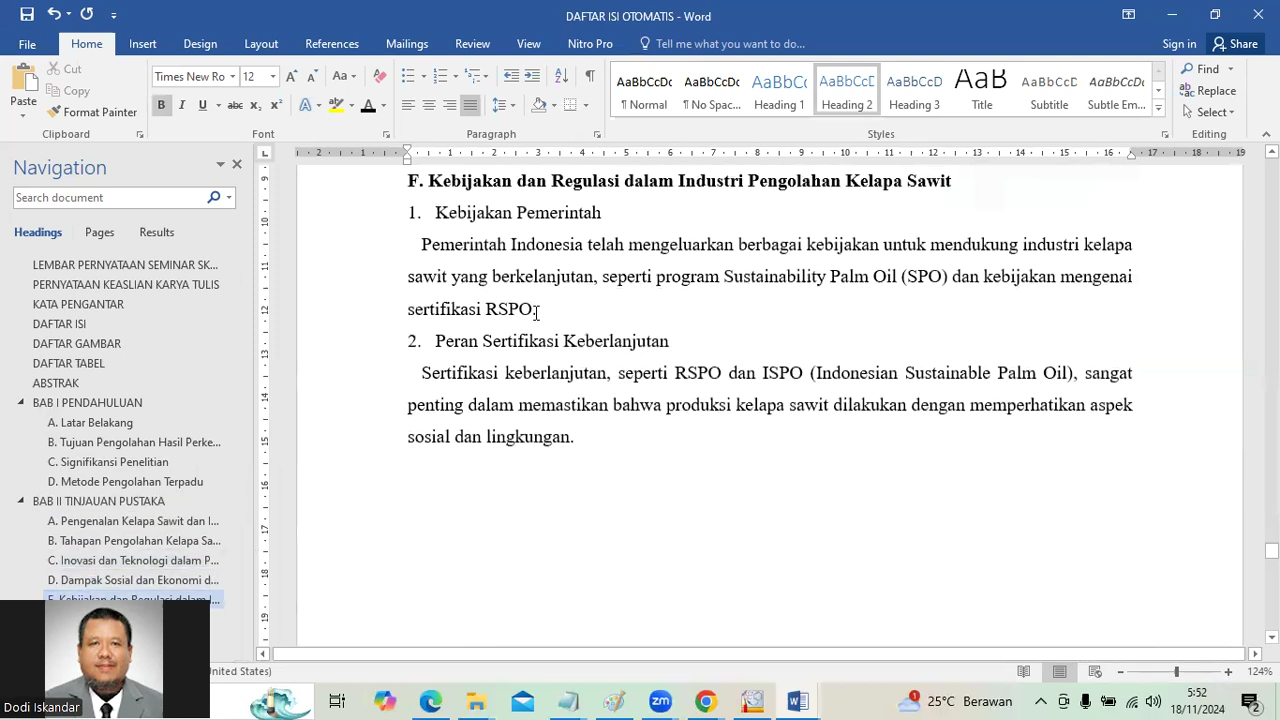 DAFTAR ISI OTOMATIS - Word
File
Home
Insert
Design
Layout
References
Mailings
Review
View
Nitro Pro
Tell me what you want to do...
Sign in
Share
Paste
Cut
Copy
Format Painter
Clipboard
Times New Ro
12
Font
Paragraph
AaBbCcDc
¶ Normal
AaBbCcDc
¶ No Spac...
AaBbCc
Heading 1
AaBbCcD
Heading 2
AaBbCcD
Heading 3
AaB
Title
AaBbCcD
Subtitle
AaBbCcDc
Subtle Em...
Styles
Find
Replace
Select
Editing
Navigation
Search document
Headings
Pages
Results
LEMBAR PERNYATAAN SEMINAR SK...
PERNYATAAN KEASLIAN KARYA TULIS
KATA PENGANTAR
DAFTAR ISI
DAFTAR GAMBAR
DAFTAR TABEL
ABSTRAK
BAB I PENDAHULUAN
A. Latar Belakang
B. Tujuan Pengolahan Hasil Perke...
C. Signifikansi Penelitian
D. Metode Pengolahan Terpadu
BAB II TINJAUAN PUSTAKA
A. Pengenalan Kelapa Sawit dan I...
B. Tahapan Pengolahan Kelapa Sa...
C. Inovasi dan Teknologi dalam P...
D. Dampak Sosial dan Ekonomi d...
F. Kebijakan dan Regulasi dalam I...
F. Kebijakan dan Regulasi dalam Industri Pengolahan Kelapa Sawit
1. Kebijakan Pemerintah
Pemerintah Indonesia telah mengeluarkan berbagai kebijakan untuk mendukung industri kelapa
sawit yang berkelanjutan, seperti program Sustainability Palm Oil (SPO) dan kebijakan mengenai
sertifikasi RSPO.
2. Peran Sertifikasi Keberlanjutan
Sertifikasi keberlanjutan, seperti RSPO dan ISPO (Indonesian Sustainable Palm Oil), sangat
penting dalam memastikan bahwa produksi kelapa sawit dilakukan dengan memperhatikan aspek
sosial dan lingkungan.
Dodi Iskandar
United States)
124%
zm
25°C Berawan
5:52
18/11/2024
2